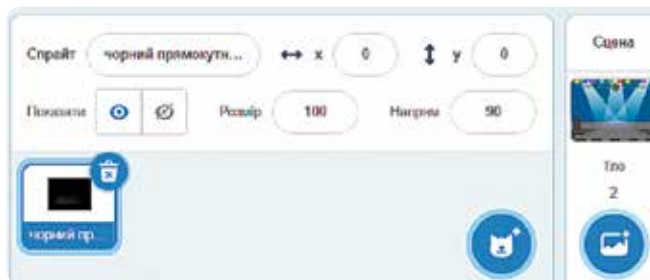 Спрайт чорний прямокутн... x 0 y 0
Сцена
Показати Розмір 100 Напрям 90
Тло
2
чорний пр...